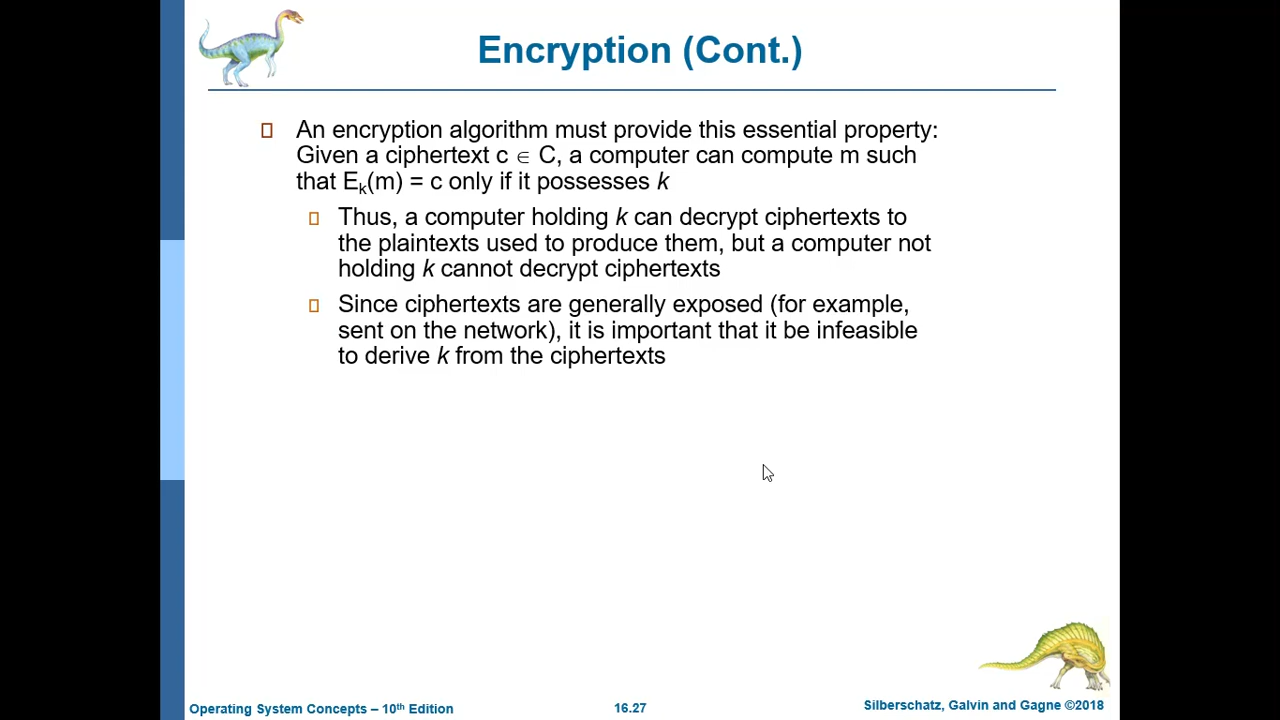 Encryption (Cont.)
An encryption algorithm must provide this essential property:
Given a ciphertext c ∈ C, a computer can compute m such
that Ek(m) = c only if it possesses k
Thus, a computer holding k can decrypt ciphertexts to
the plaintexts used to produce them, but a computer not
holding k cannot decrypt ciphertexts
Since ciphertexts are generally exposed (for example,
sent on the network), it is important that it be infeasible
to derive k from the ciphertexts
Operating System Concepts – 10th Edition
16.27
Silberschatz, Galvin and Gagne ©2018